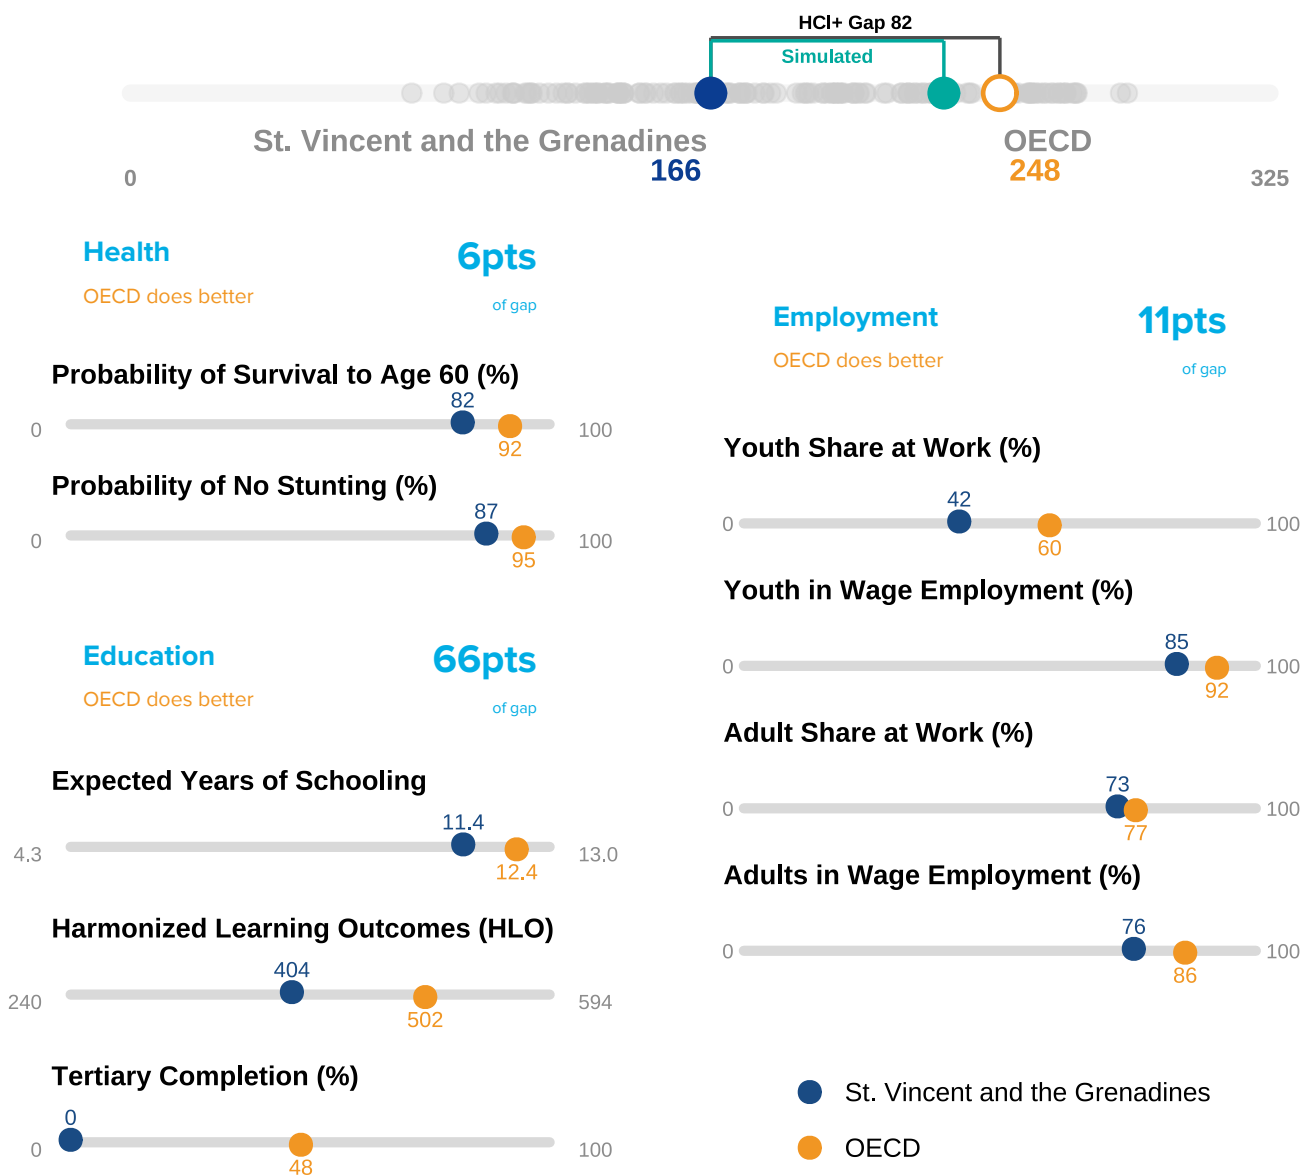 HCI+ Gap 82
Simulated
St. Vincent and the Grenadines
OECD
166
248
0
325
Health
6pts
OECD does better
of gap
Probability of Survival to Age 60 (%)
82
0
100
92
Probability of No Stunting (%)
87
0
100
95
Education
66pts
OECD does better
of gap
Expected Years of Schooling
11.4
4.3
13.0
12.4
Harmonized Learning Outcomes (HLO)
404
240
594
502
Tertiary Completion (%)
0
0
100
48
Employment
11pts
OECD does better
of gap
Youth Share at Work (%)
42
0
100
60
Youth in Wage Employment (%)
85
0
100
92
Adult Share at Work (%)
73
0
100
77
Adults in Wage Employment (%)
76
0
100
86
St. Vincent and the Grenadines
OECD